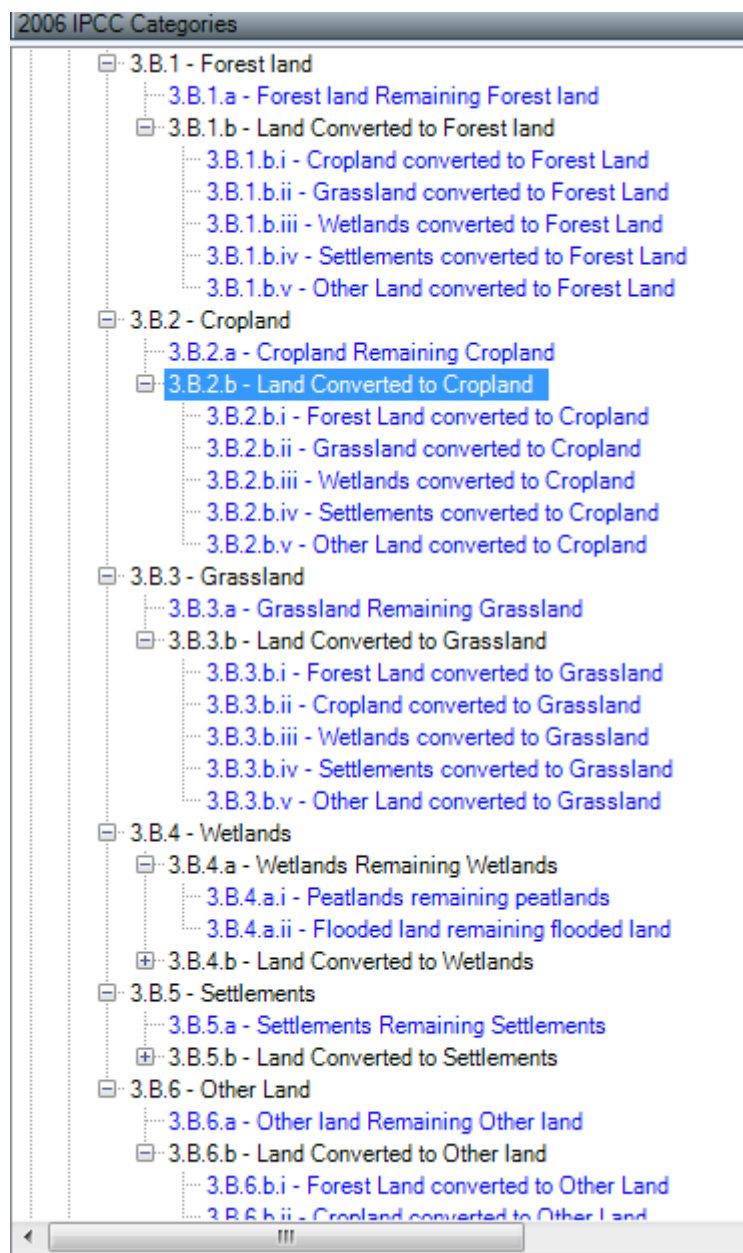 2006 IPCC Categories
3.B.1 - Forest land
3.B.1.a - Forest land Remaining Forest land
3.B.1.b - Land Converted to Forest land
3.B.1.b.i - Cropland converted to Forest Land
3.B.1.b.ii - Grassland converted to Forest Land
3.B.1.b.iii - Wetlands converted to Forest Land
3.B.1.b.iv - Settlements converted to Forest Land
3.B.1.b.v - Other Land converted to Forest Land
3.B.2 - Cropland
3.B.2.a - Cropland Remaining Cropland
3.B.2.b - Land Converted to Cropland
3.B.2.b.i - Forest Land converted to Cropland
3.B.2.b.ii - Grassland converted to Cropland
3.B.2.b.iii - Wetlands converted to Cropland
3.B.2.b.iv - Settlements converted to Cropland
3.B.2.b.v - Other Land converted to Cropland
3.B.3 - Grassland
3.B.3.a - Grassland Remaining Grassland
3.B.3.b - Land Converted to Grassland
3.B.3.b.i - Forest Land converted to Grassland
3.B.3.b.ii - Cropland converted to Grassland
3.B.3.b.iii - Wetlands converted to Grassland
3.B.3.b.iv - Settlements converted to Grassland
3.B.3.b.v - Other Land converted to Grassland
3.B.4 - Wetlands
3.B.4.a - Wetlands Remaining Wetlands
3.B.4.a.i - Peatlands remaining peatlands
3.B.4.a.ii - Flooded land remaining flooded land
3.B.4.b - Land Converted to Wetlands
3.B.5 - Settlements
3.B.5.a - Settlements Remaining Settlements
3.B.5.b - Land Converted to Settlements
3.B.6 - Other Land
3.B.6.a - Other land Remaining Other land
3.B.6.b - Land Converted to Other land
3.B.6.b.i - Forest Land converted to Other Land
3.B.6.b.ii - Cropland converted to Other Land